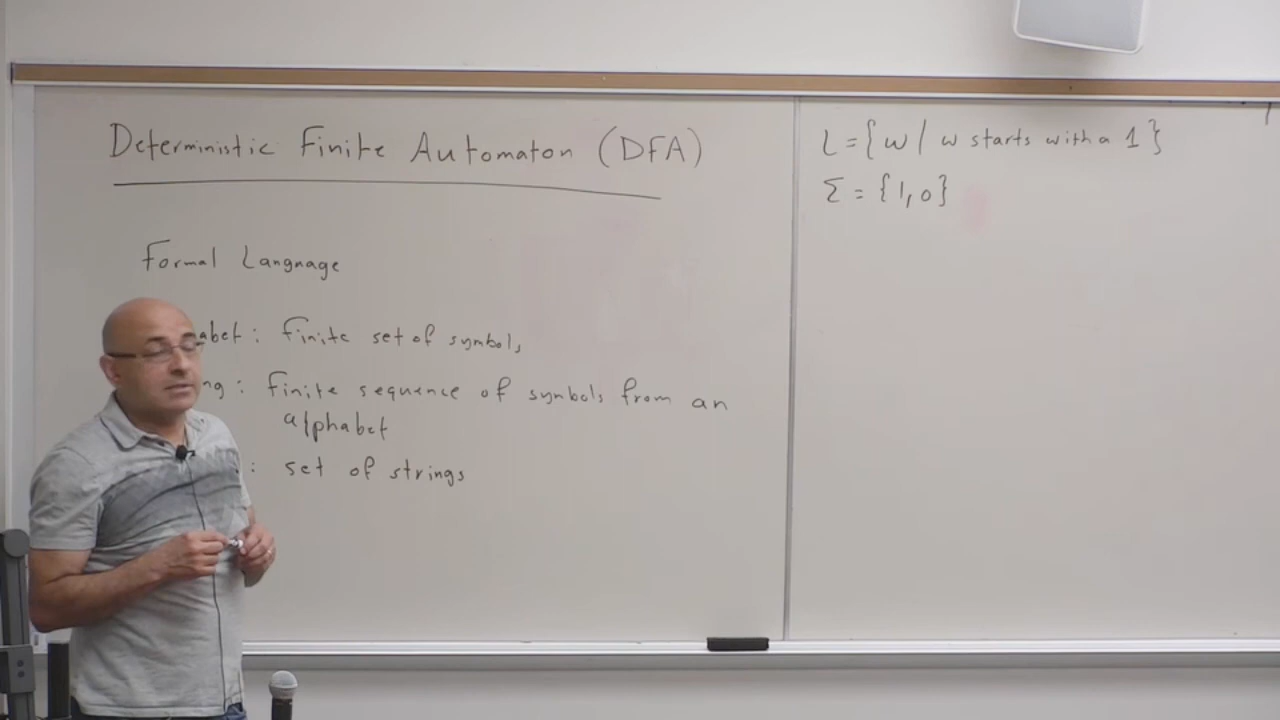 Deterministic Finite Automaton (DFA)
Formal Language
abet : finite set of symbols
ng : finite sequence of symbols from an
alphabet
: set of strings
L = { w / w starts with a 1 }
Σ = { 1, 0 }